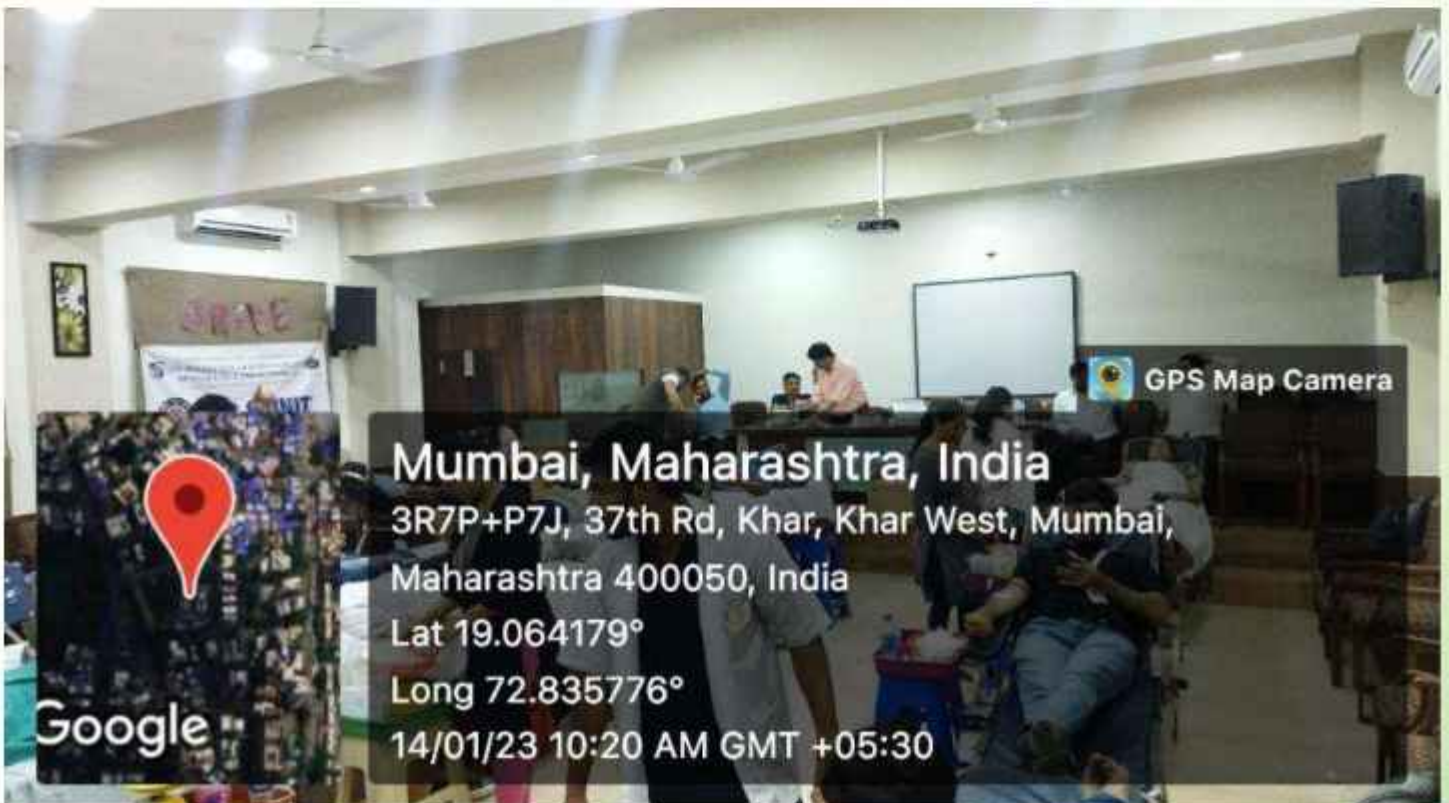 DRIVE
GPS Map Camera
Mumbai, Maharashtra, India
3R7P+P7J, 37th Rd, Khar, Khar West, Mumbai,
Maharashtra 400050, India
Lat 19.064179°
Long 72.835776°
14/01/23 10:20 AM GMT +05:30
Google